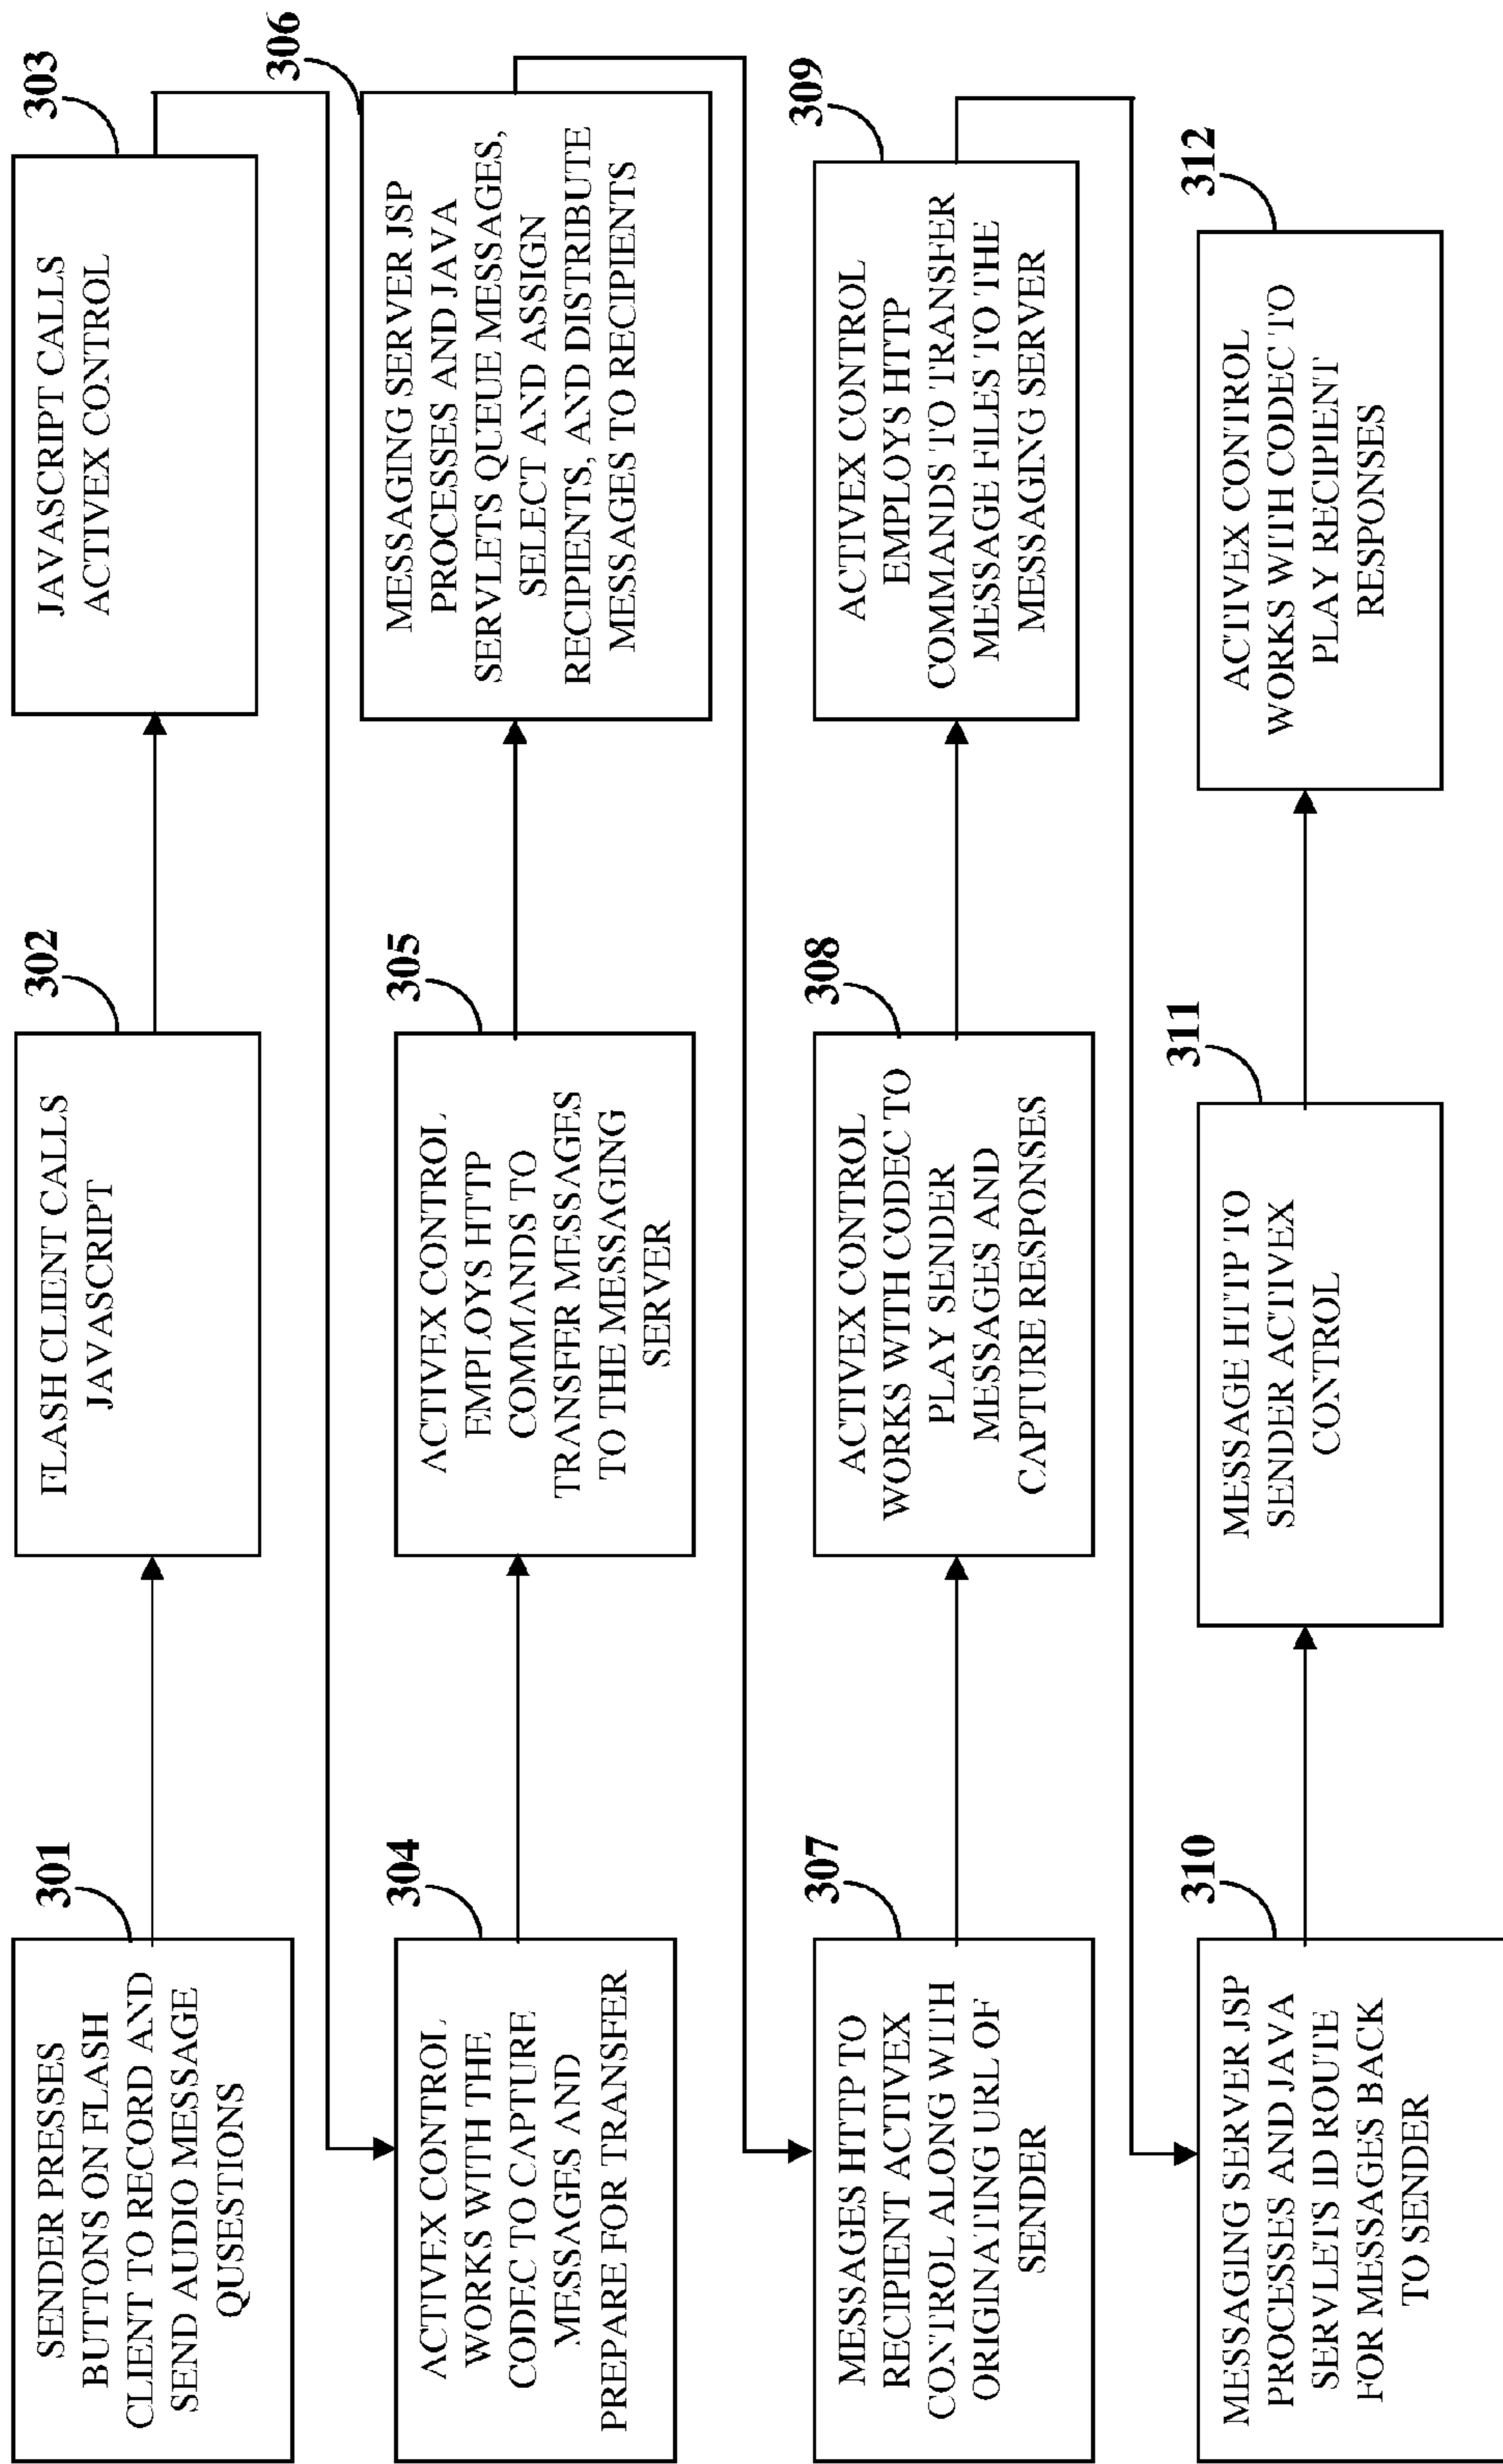 301
SENDER PRESSES
BUTTONS ON FLASH
CLIENT TO RECORD AND
SEND AUDIO MESSAGE
QUSESTIONS
302
FLASH CLIENT CALLS
JAVASCRIPT
303
JAVASCRIPT CALLS
ACTIVEX CONTROL
304
ACTIVEX CONTROL
WORKS WITH THE
CODEC TO CAPTURE
MESSAGES AND
PREPARE FOR TRANSFER
305
ACTIVEX CONTROL
EMPLOYS HTTP
COMMANDS TO
TRANSFER MESSAGES
TO THE MESSAGING
SERVER
306
MESSAGING SERVER JSP
PROCESSES AND JAVA
SERVLETS QUEUE MESSAGES,
SELECT AND ASSIGN
RECIPIENTS, AND DISTRIBUTE
MESSAGES TO RECIPIENTS
307
MESSAGES HTTP TO
RECIPIENT ACTIVEX
CONTROL ALONG WITH
ORIGINATING URL OF
SENDER
308
ACTIVEX CONTROL
WORKS WITH CODEC TO
PLAY SENDER
MESSAGES AND
CAPTURE RESPONSES
309
ACTIVEX CONTROL
EMPLOYS HTTP
COMMANDS TO TRANSFER
MESSAGE FILES TO THE
MESSAGING SERVER
310
MESSAGING SERVER JSP
PROCESSES AND JAVA
SERVLETS ID ROUTE
FOR MESSAGES BACK
TO SENDER
311
MESSAGE HTTP TO
SENDER ACTIVEX
CONTROL
312
ACTIVEX CONTROL
WORKS WITH CODEC TO
PLAY RECIPIENT
RESPONSES